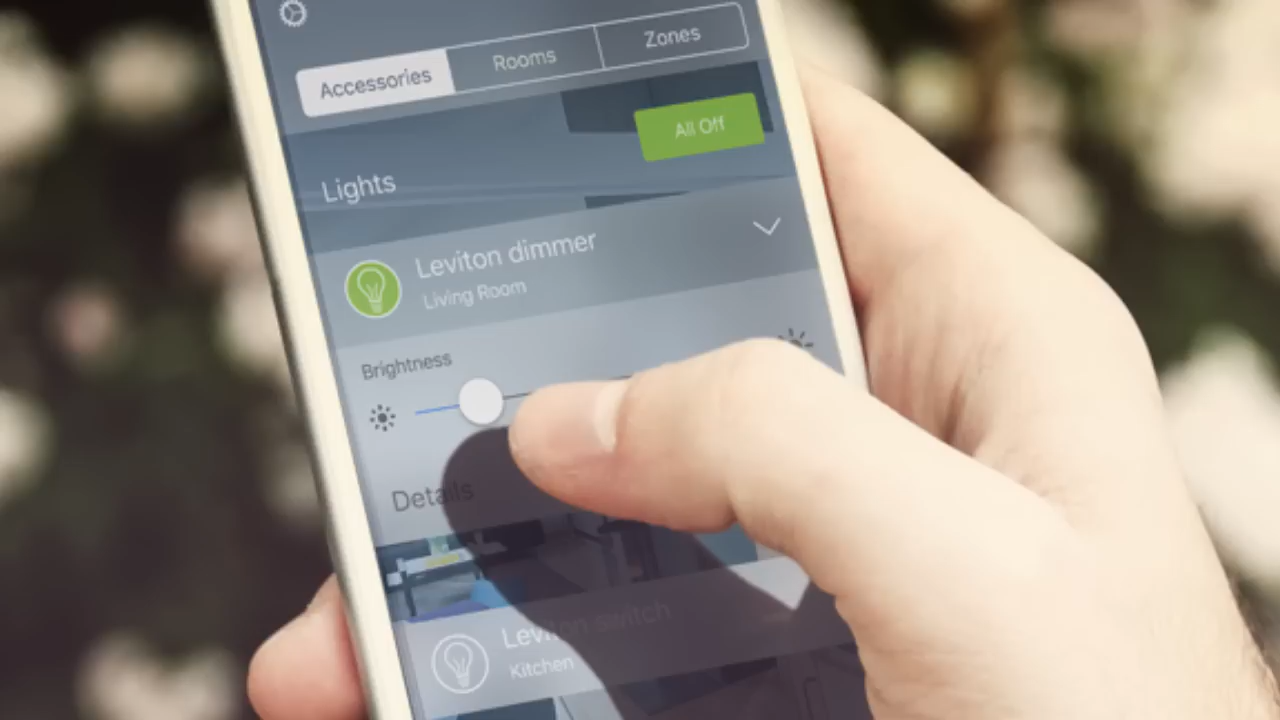 Accessories
Rooms
Zones
All Off
Lights
Leviton dimmer
Living Room
Brightness
Details
Leviton switch
Kitchen